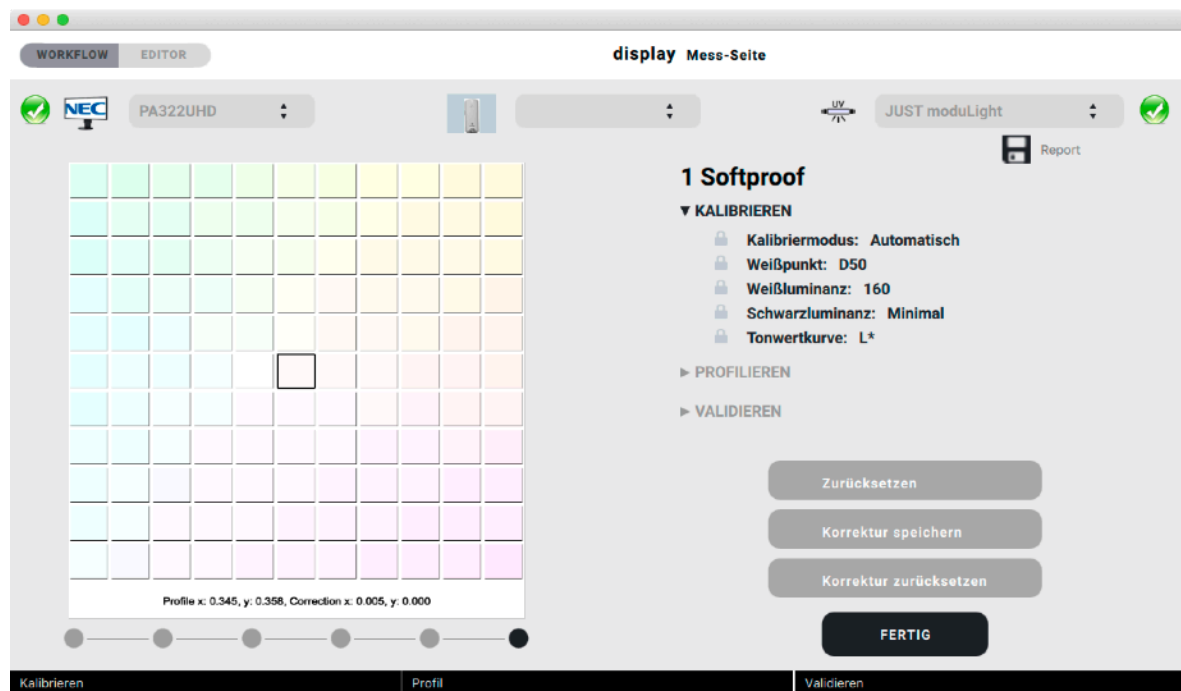 WORKFLOW EDITOR
display Mess-Seite
NEC PA322UHD
UV JUST moduLight
Report
1 Softproof
▼ KALIBRIEREN
Kalibriermodus: Automatisch
Weißpunkt: D50
Weißluminanz: 160
Schwarzluminanz: Minimal
Tonwertkurve: L*
► PROFILIEREN
► VALIDIEREN
Zurücksetzen
Korrektur speichern
Korrektur zurücksetzen
FERTIG
Profile x: 0.345, y: 0.358, Correction x: 0.005, y: 0.000
Kalibrieren
Profil
Validieren